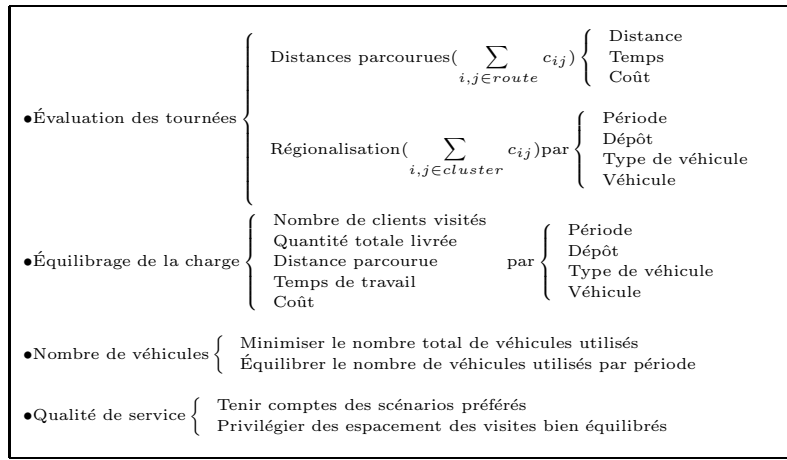 •Évaluation des tournées
Distances parcourues( ∑ i,j∈route c_ij)
Distance
Temps
Coût
Régionalisation( ∑ i,j∈cluster c_ij)par
Période
Dépôt
Type de véhicule
Véhicule
•Équilibrage de la charge
Nombre de clients visités
Quantité totale livrée
Distance parcourue
Temps de travail
Coût
par
Période
Dépôt
Type de véhicule
Véhicule
•Nombre de véhicules
Minimiser le nombre total de véhicules utilisés
Équilibrer le nombre de véhicules utilisés par période
•Qualité de service
Tenir comptes des scénarios préférés
Privilégier des espacement des visites bien équilibrés